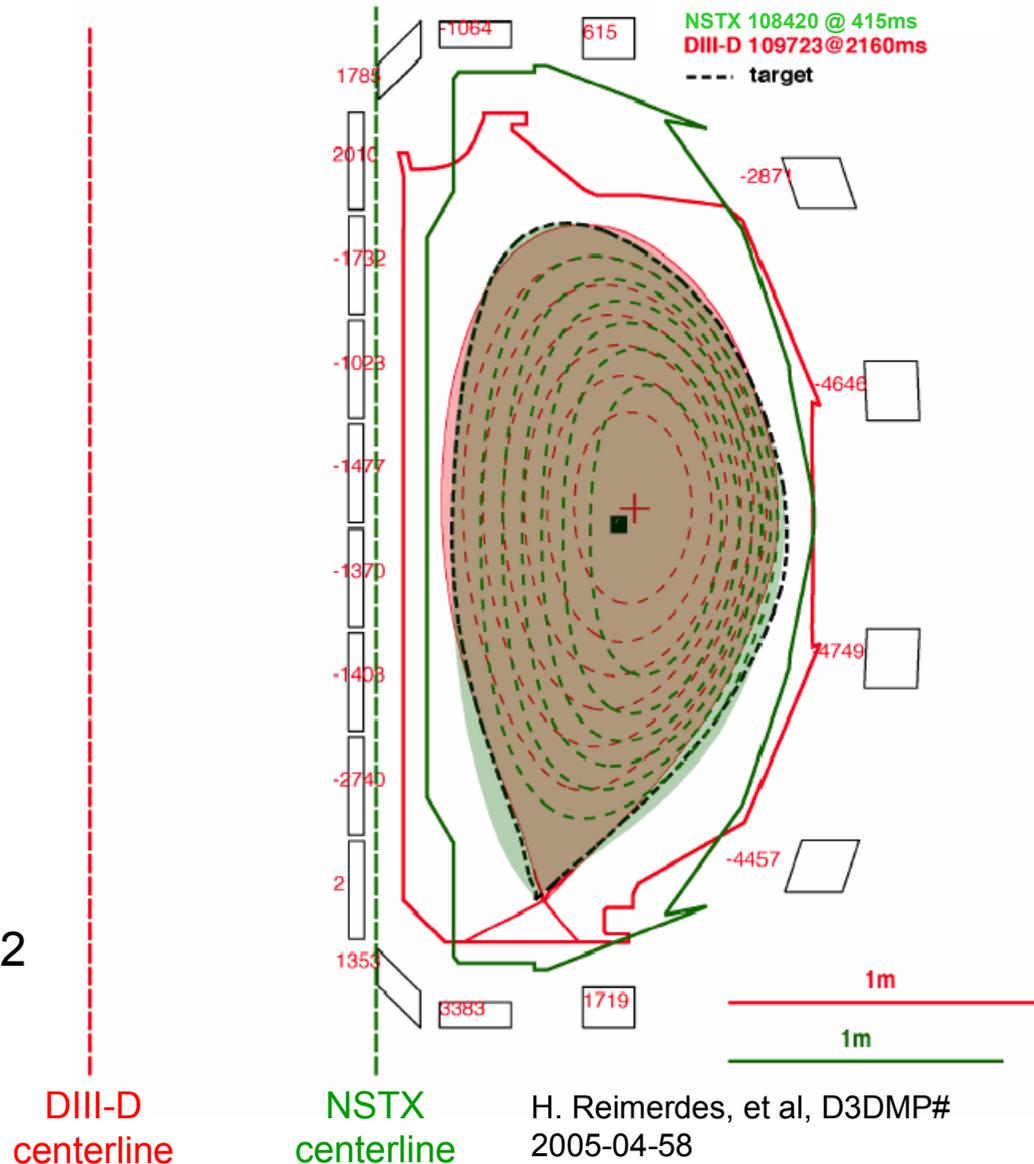 NSTX 108420 @ 415ms
DIII-D 109723@2160ms
target
-1064
615
1785
2010
-2871
-1732
-1023
-4646
-1477
-1370
4749
-1403
-2740
-4457
2
2
1353
3383
1719
1m
1m
DIII-D
centerline
NSTX
centerline
H. Reimerdes, et al, D3DMP#
2005-04-58